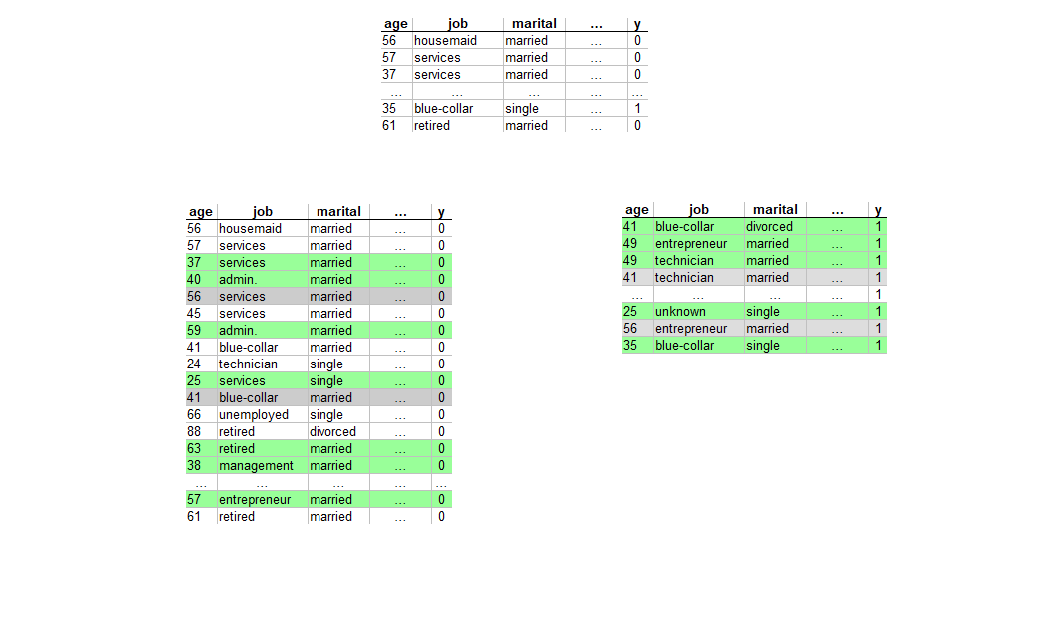 age job marital ... y
56 housemaid married ... 0
57 services married ... 0
37 services married ... 0
... ... ... ... ...
35 blue-collar single ... 1
61 retired married ... 0
age job marital ... y
56 housemaid married ... 0
57 services married ... 0
37 services married ... 0
40 admin. married ... 0
56 services married ... 0
45 services married ... 0
59 admin. married ... 0
41 blue-collar married ... 0
24 technician single ... 0
25 services single ... 0
41 blue-collar married ... 0
66 unemployed single ... 0
88 retired divorced ... 0
63 retired married ... 0
38 management married ... 0
... ... ... ... ...
57 entrepreneur married ... 0
61 retired married ... 0
age job marital ... y
41 blue-collar divorced ... 1
49 entrepreneur married ... 1
49 technician married ... 1
41 technician married ... 1
... ... ... ... 1
25 unknown single ... 1
56 entrepreneur married ... 1
35 blue-collar single ... 1